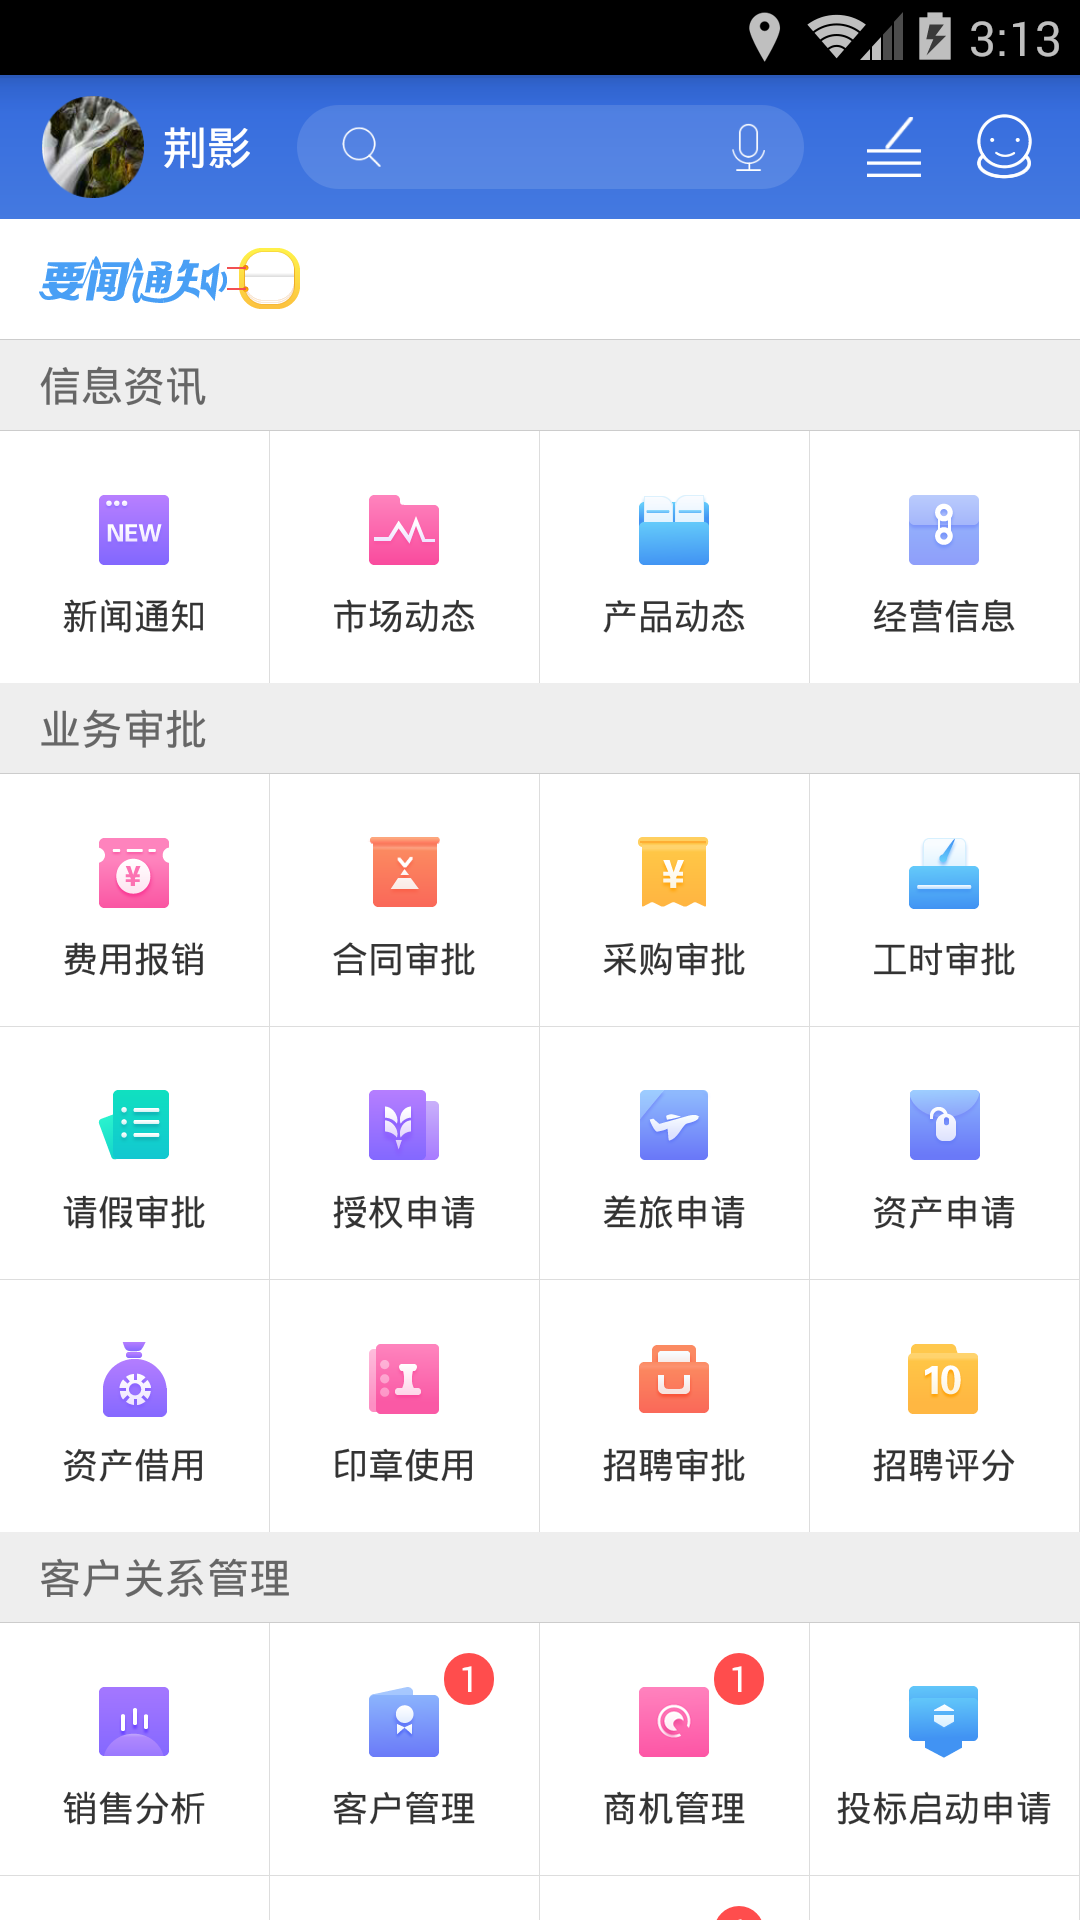 3:13
荆影
要闻通知
信息资讯
NEW
新闻通知 市场动态 产品动态 经营信息
业务审批
¥ ¥
费用报销 合同审批 采购审批 工时审批
请假审批 授权申请 差旅申请 资产申请
10
资产借用 印章使用 招聘审批 招聘评分
客户关系管理
1 1
销售分析 客户管理 商机管理 投标启动申请